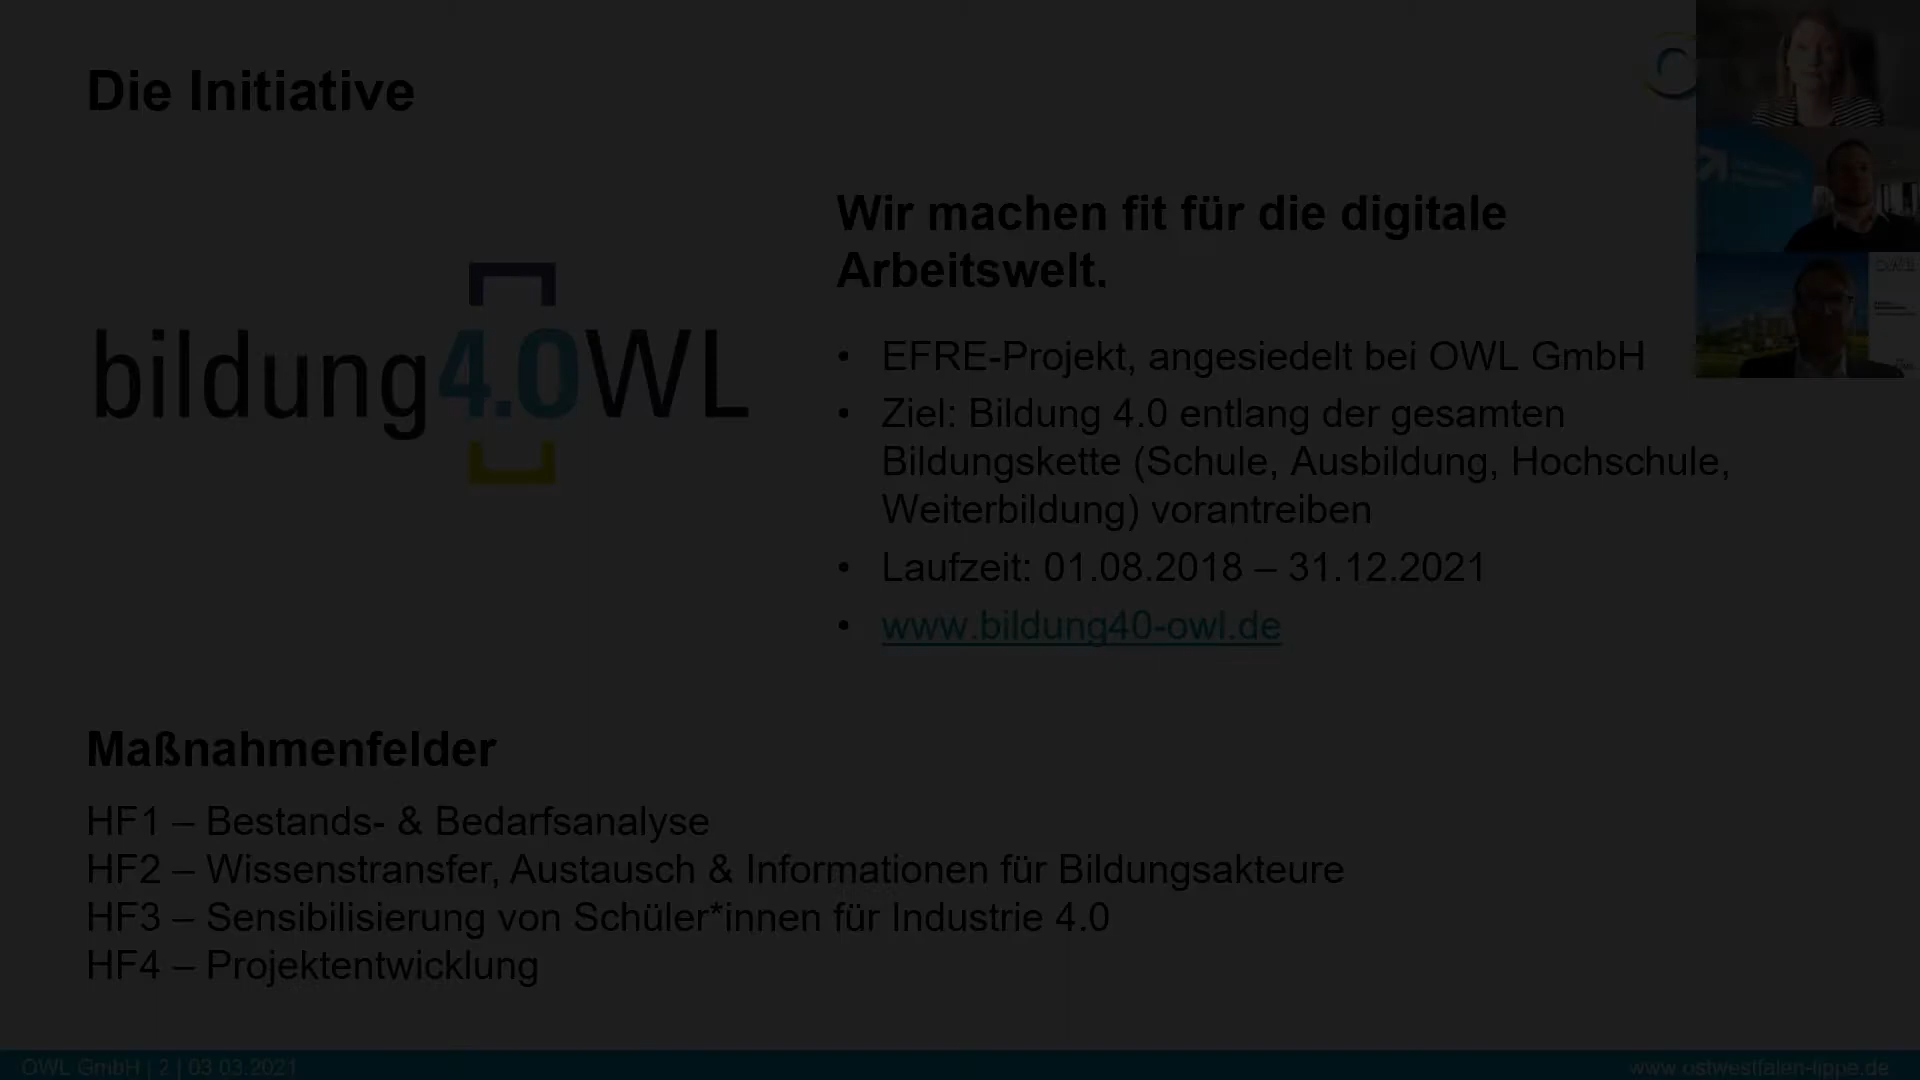 Die Initiative
bildung4.0WL
Wir machen fit für die digitale
Arbeitswelt.
• EFRE-Projekt, angesiedelt bei OWL GmbH
• Ziel: Bildung 4.0 entlang der gesamten
Bildungskette (Schule, Ausbildung, Hochschule,
Weiterbildung) vorantreiben
• Laufzeit: 01.08.2018 – 31.12.2021
• www.bildung40-owl.de
Maßnahmenfelder
HF1 – Bestands- & Bedarfsanalyse
HF2 – Wissenstransfer, Austausch & Informationen für Bildungsakteure
HF3 – Sensibilisierung von Schüler*innen für Industrie 4.0
HF4 – Projektentwicklung
OWL GmbH | 2 | 03.03.2021
www.ostwestfalen-lippe.de